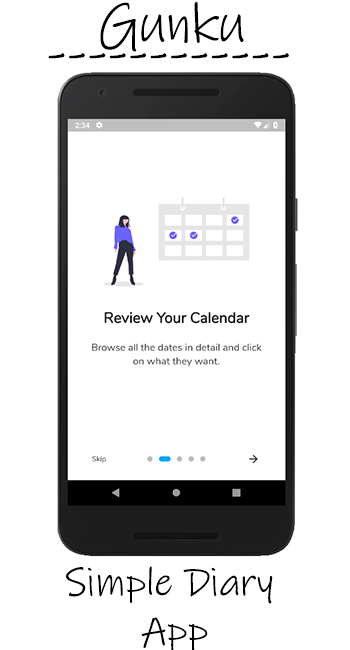 Gunku
2:34
Review Your Calendar
Browse all the dates in detail and click
on what they want.
Skip
Simple Diary
App